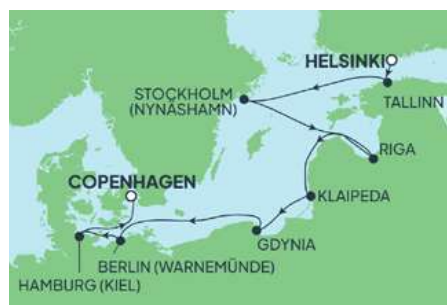 HELSINKI
STOCKHOLM
(NYNASHAMN)
TALLINN
RIGA
COPENHAGEN
KLAIPEDA
GDYNIA
BERLIN (WARNEMÜNDE)
HAMBURG (KIEL)